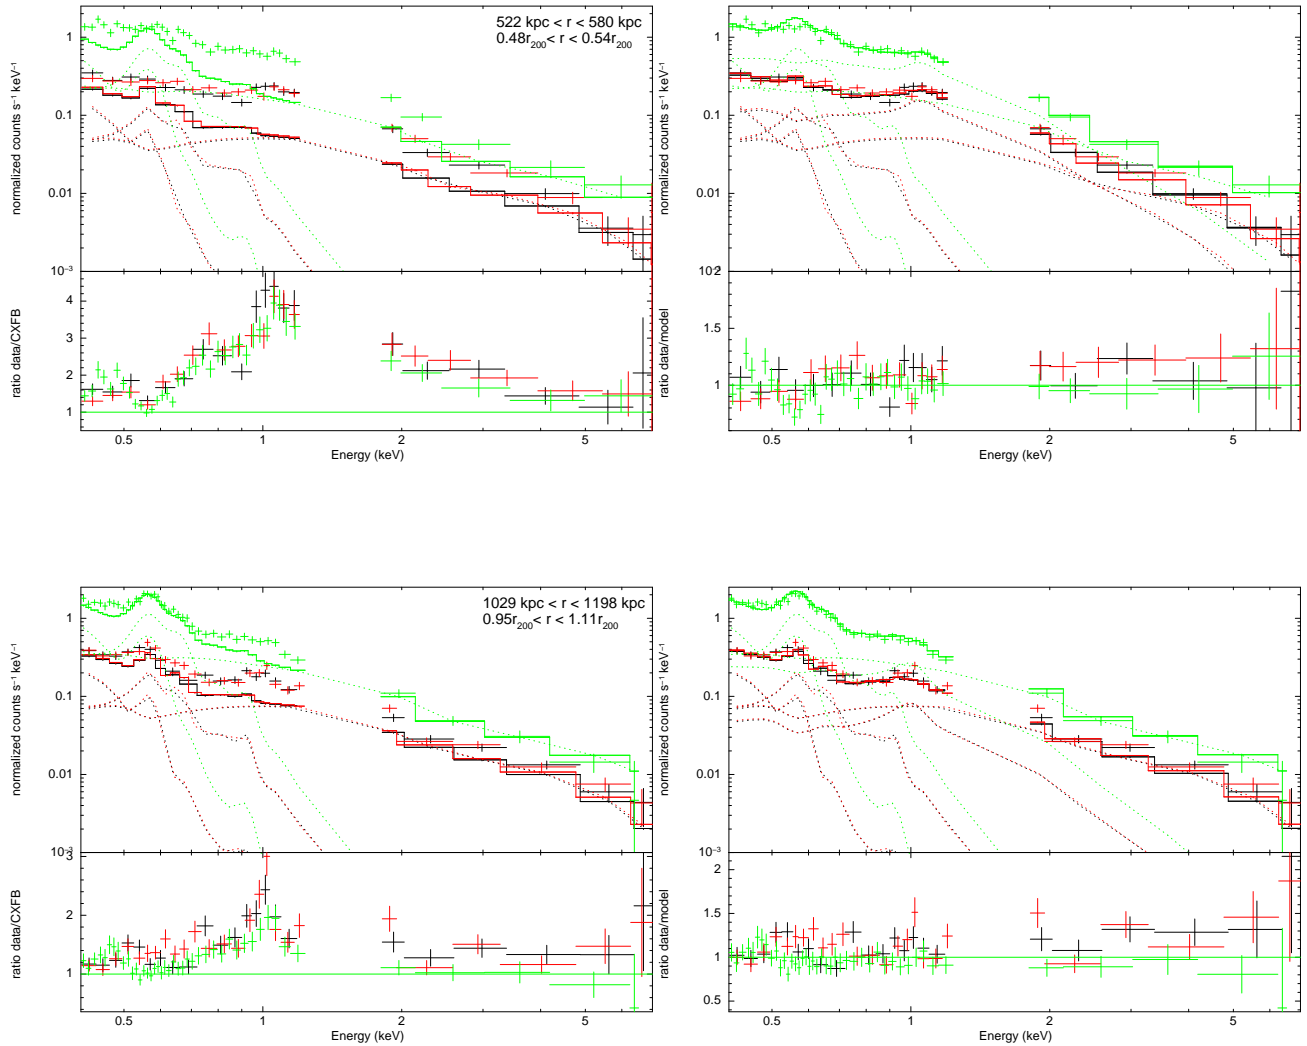 522 kpc < r < 580 kpc
0.48r200< r < 0.54r200
normalized counts s−1 keV−1
1
0.1
0.01
10−3
ratio data/CXFB
4
3
2
1
0.5
1
2
5
Energy (keV)
normalized counts s−1 keV−1
1
0.1
0.01
10−3
ratio data/model
2
1.5
1
0.5
1
2
5
Energy (keV)
1029 kpc < r < 1198 kpc
0.95r200< r < 1.11r200
normalized counts s−1 keV−1
1
0.1
0.01
10−3
ratio data/CXFB
3
2
1
0.5
1
2
5
Energy (keV)
normalized counts s−1 keV−1
1
0.1
0.01
10−3
ratio data/model
2
1.5
1
0.5
0.5
1
2
5
Energy (keV)